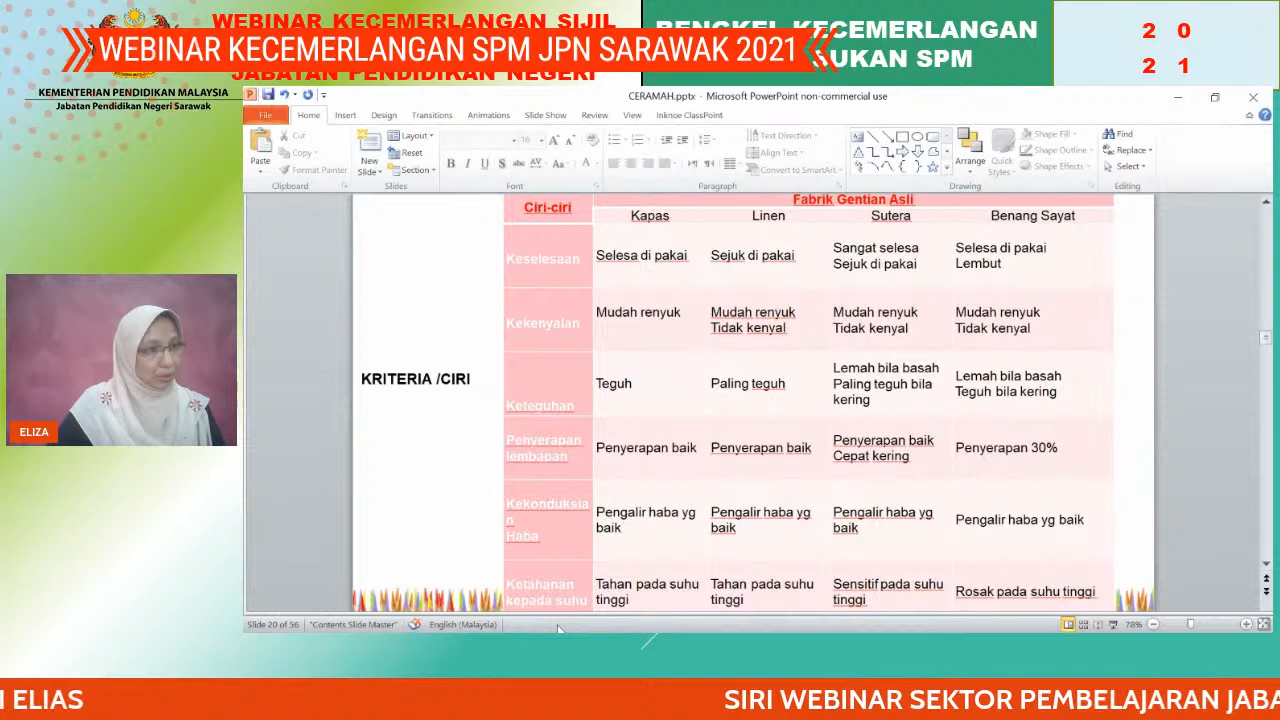 WEBINAR KECEMERLANGAN SIJIL
BENGKEL KECEMERLANGAN
WEBINAR KECEMERLANGAN SPM JPN SARAWAK 2021
SUKAN SPM
2 0
2 1
JABATAN PENDIDIKAN NEGERI
KEMENTERIAN PENDIDIKAN MALAYSIA
Jabatan Pendidikan Negeri Sarawak
CERAMAH.pptx - Microsoft PowerPoint non-commercial use
File Home Insert Design Transitions Animations Slide Show Review View Inknoe ClassPoint
Paste
Cut
Copy
Format Painter
Clipboard
New Slide
Layout
Reset
Section
Slides
16
Font
Text Direction
Align Text
Convert to SmartArt
Paragraph
Arrange
Quick Styles
Shape Fill
Shape Outline
Shape Effects
Drawing
Find
Replace
Select
Editing
Ciri-ciri
Fabrik Gentian Asli
Kapas Linen Sutera Benang Sayat
Keselesaan
Selesa di pakai
Sejuk di pakai
Sangat selesa
Sejuk di pakai
Selesa di pakai
Lembut
Kekenyalan
Mudah renyuk
Mudah renyuk
Tidak kenyal
Mudah renyuk
Tidak kenyal
Mudah renyuk
Tidak kenyal
KRITERIA /CIRI
Keteguhan
Teguh
Paling teguh
Lemah bila basah
Paling teguh bila
kering
Lemah bila basah
Teguh bila kering
Penyerapan
lembapan
Penyerapan baik
Penyerapan baik
Penyerapan baik
Cepat kering
Penyerapan 30%
Kekonduksia
n
Haba
Pengalir haba yg
baik
Pengalir haba yg
baik
Pengalir haba yg
baik
Pengalir haba yg baik
Ketahanan
kepada suhu
Tahan pada suhu
tinggi
Tahan pada suhu
tinggi
Sensitif pada suhu
tinggi
Rosak pada suhu tinggi
ELIZA
Slide 20 of 56 "Contents Slide Master" English (Malaysia) 78%
I ELIAS
SIRI WEBINAR SEKTOR PEMBELAJARAN JABA